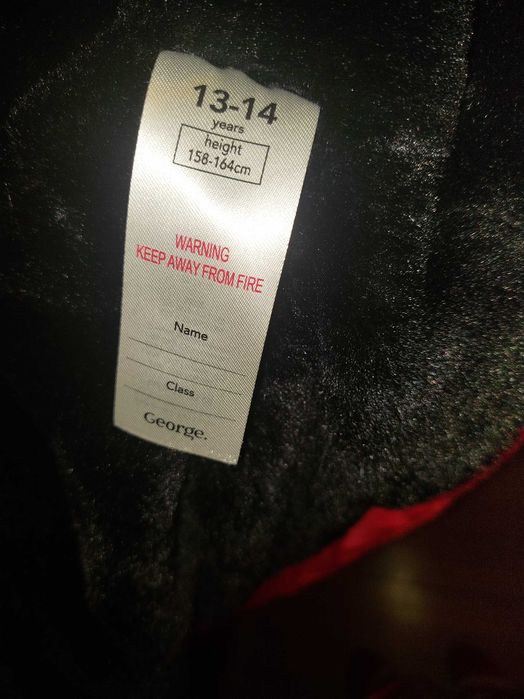 13-14
years
height
158-164cm
WARNING
KEEP AWAY FROM FIRE
Name
Class
George.